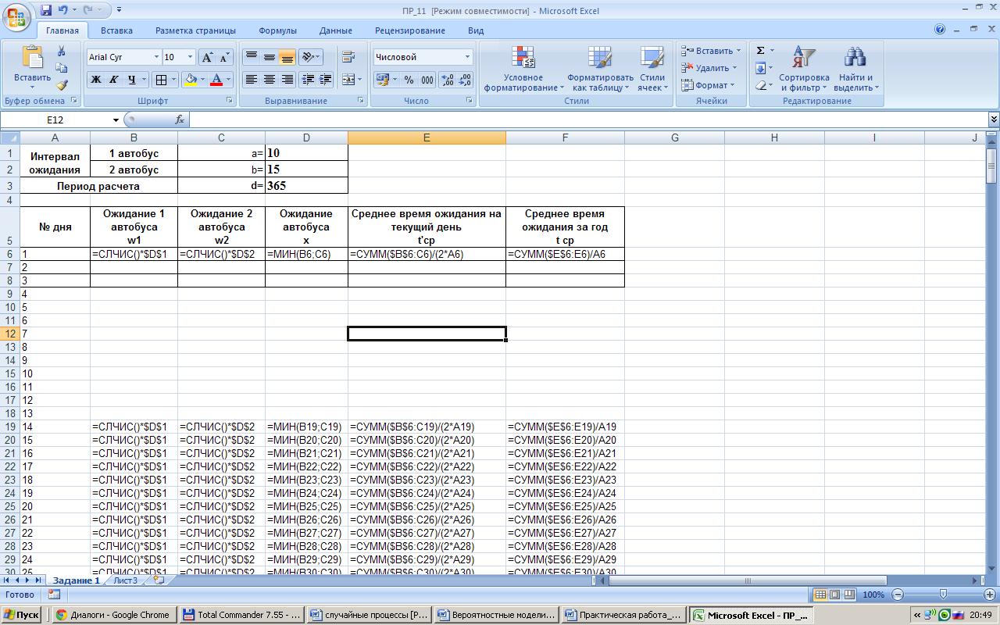 ПР_11 [Режим совместимости] - Microsoft Excel
Главная Вставка Разметка страницы Формулы Данные Рецензирование Вид
Вставить
Буфер обмена
Arial Cyr 10
Ж К Ч
Шрифт
Выравнивание
Числовой
% 000
Число
Условное форматирование
Форматировать как таблицу
Стили ячеек
Стили
Вставить
Удалить
Формат
Ячейки
Σ
Сортировка и фильтр
Найти и выделить
Редактирование
E12 fx
A B C D E F G H I J
1 Интервал ожидания 1 автобус a= 10
2 2 автобус b= 15
3 Период расчета d= 365
4
5 № дня Ожидание 1 автобуса w1 Ожидание 2 автобуса w2 Ожидание автобуса x Среднее время ожидания на текущий день t'ср Среднее время ожидания за год t ср
6 1 =СЛЧИС()*$D$1 =СЛЧИС()*$D$2 =МИН(B6;C6) =СУММ($B$6:C6)/(2*A6) =СУММ($E$6:E6)/A6
7 2
8 3
9 4
10 5
11 6
12 7
13 8
14 9
15 10
16 11
17 12
18 13
19 14 =СЛЧИС()*$D$1 =СЛЧИС()*$D$2 =МИН(B19;C19) =СУММ($B$6:C19)/(2*A19) =СУММ($E$6:E19)/A19
20 15 =СЛЧИС()*$D$1 =СЛЧИС()*$D$2 =МИН(B20;C20) =СУММ($B$6:C20)/(2*A20) =СУММ($E$6:E20)/A20
21 16 =СЛЧИС()*$D$1 =СЛЧИС()*$D$2 =МИН(B21;C21) =СУММ($B$6:C21)/(2*A21) =СУММ($E$6:E21)/A21
22 17 =СЛЧИС()*$D$1 =СЛЧИС()*$D$2 =МИН(B22;C22) =СУММ($B$6:C22)/(2*A22) =СУММ($E$6:E22)/A22
23 18 =СЛЧИС()*$D$1 =СЛЧИС()*$D$2 =МИН(B23;C23) =СУММ($B$6:C23)/(2*A23) =СУММ($E$6:E23)/A23
24 19 =СЛЧИС()*$D$1 =СЛЧИС()*$D$2 =МИН(B24;C24) =СУММ($B$6:C24)/(2*A24) =СУММ($E$6:E24)/A24
25 20 =СЛЧИС()*$D$1 =СЛЧИС()*$D$2 =МИН(B25;C25) =СУММ($B$6:C25)/(2*A25) =СУММ($E$6:E25)/A25
26 21 =СЛЧИС()*$D$1 =СЛЧИС()*$D$2 =МИН(B26;C26) =СУММ($B$6:C26)/(2*A26) =СУММ($E$6:E26)/A26
27 22 =СЛЧИС()*$D$1 =СЛЧИС()*$D$2 =МИН(B27;C27) =СУММ($B$6:C27)/(2*A27) =СУММ($E$6:E27)/A27
28 23 =СЛЧИС()*$D$1 =СЛЧИС()*$D$2 =МИН(B28;C28) =СУММ($B$6:C28)/(2*A28) =СУММ($E$6:E28)/A28
29 24 =СЛЧИС()*$D$1 =СЛЧИС()*$D$2 =МИН(B29;C29) =СУММ($B$6:C29)/(2*A29) =СУММ($E$6:E29)/A29
30 25 =СЛЧИС()*$D$1 =СЛЧИС()*$D$2 =МИН(B30;C30) =СУММ($B$6:C30)/(2*A30) =СУММ($E$6:E30)/A30
Задание 1 Лист3
Готово 100%
Пуск Диалоги - Google Chrome Total Commander 7.55 - ... случайные процессы [Р... Вероятностные модели... Практическая работа_... Microsoft Excel - ПР_... 20:49